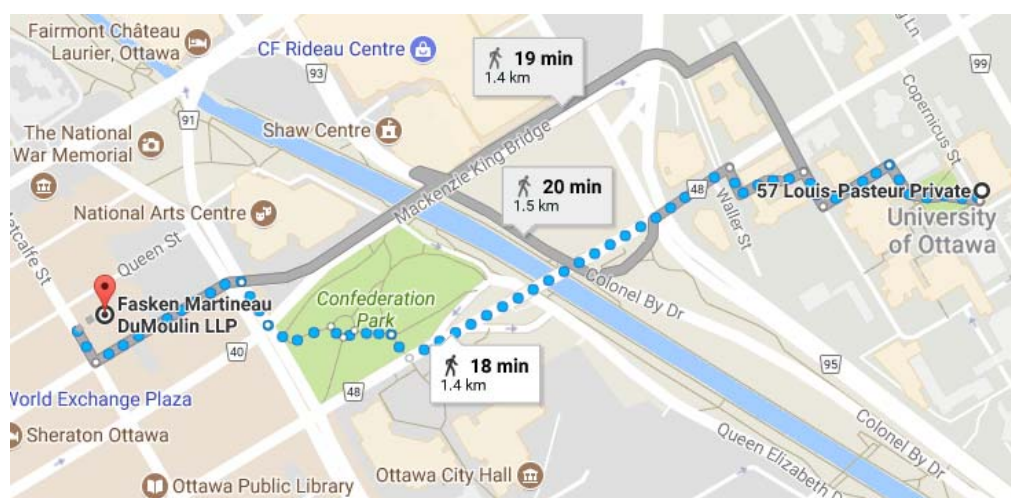 Fairmont Château
Laurier, Ottawa
CF Rideau Centre
93
19 min
1.4 km
99
Copernicus St
91
The National
War Memorial
Shaw Centre
Mackenzie King Bridge
20 min
1.5 km
48
57 Louis-Pasteur Private
University
of Ottawa
Waller St
National Arts Centre
Metcalfe St
Queen St
Colonel By Dr
Fasken Martineau
DuMoulin LLP
Confederation
Park
40
18 min
1.4 km
48
95
World Exchange Plaza
Sheraton Ottawa
Ottawa City Hall
Queen Elizabeth D
Colonel By Dr
Ottawa Public Library